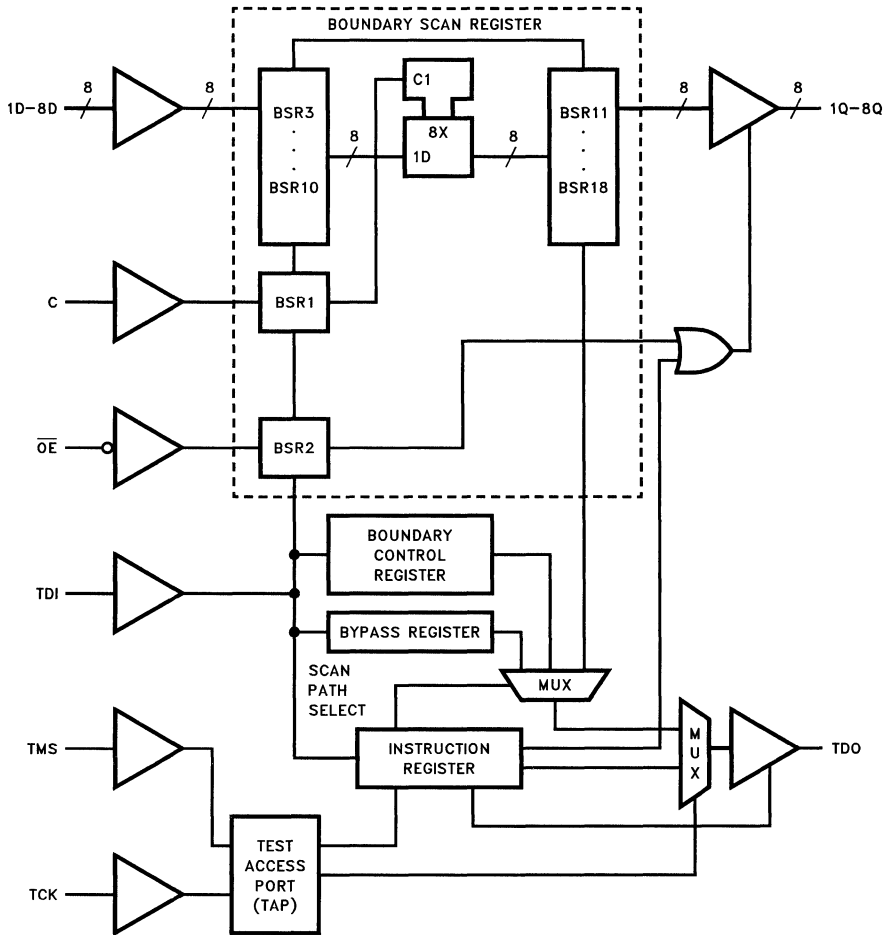 BOUNDARY SCAN REGISTER
1D–8D
8
8
BSR3
.
.
.
BSR10
8
C1
8X
1D
8
BSR11
.
.
.
BSR18
8
8
1Q–8Q
C
BSR1
OE
BSR2
BOUNDARY
CONTROL
REGISTER
TDI
BYPASS REGISTER
SCAN
PATH
SELECT
MUX
TMS
INSTRUCTION
REGISTER
M
U
X
TDO
TEST
ACCESS
PORT
(TAP)
TCK